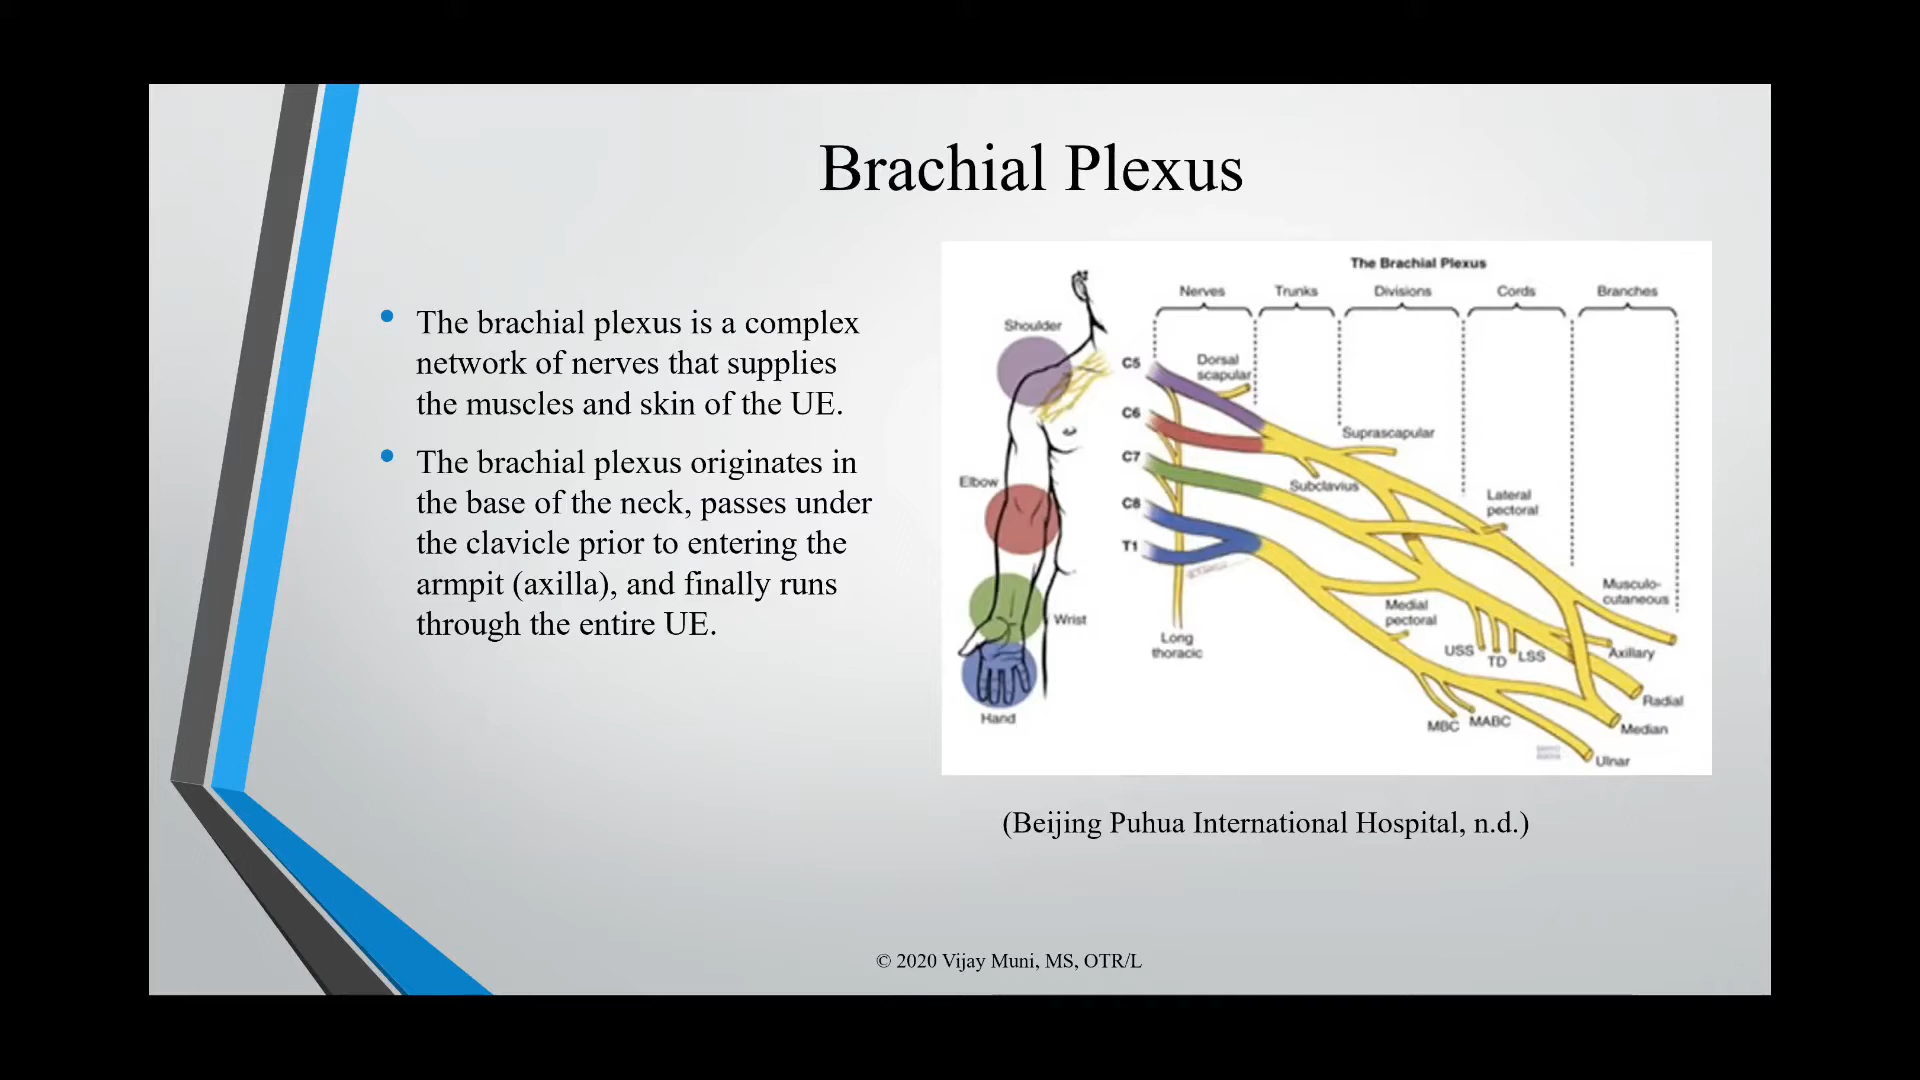 Brachial Plexus
The brachial plexus is a complex
network of nerves that supplies
the muscles and skin of the UE.
The brachial plexus originates in
the base of the neck, passes under
the clavicle prior to entering the
armpit (axilla), and finally runs
through the entire UE.
The Brachial Plexus
Nerves Trunks Divisions Cords Branches
Shoulder
C5
Dorsal
scapular
C6
Suprascapular
C7
Elbow
Subclavius
Lateral
pectoral
C8
T1
Musculo-
cutaneous
Medial
pectoral
Wrist
Long
thoracic
USS TD LSS
Axillary
Radial
Hand
MBC MABC
Median
Ulnar
(Beijing Puhua International Hospital, n.d.)
© 2020 Vijay Muni, MS, OTR/L